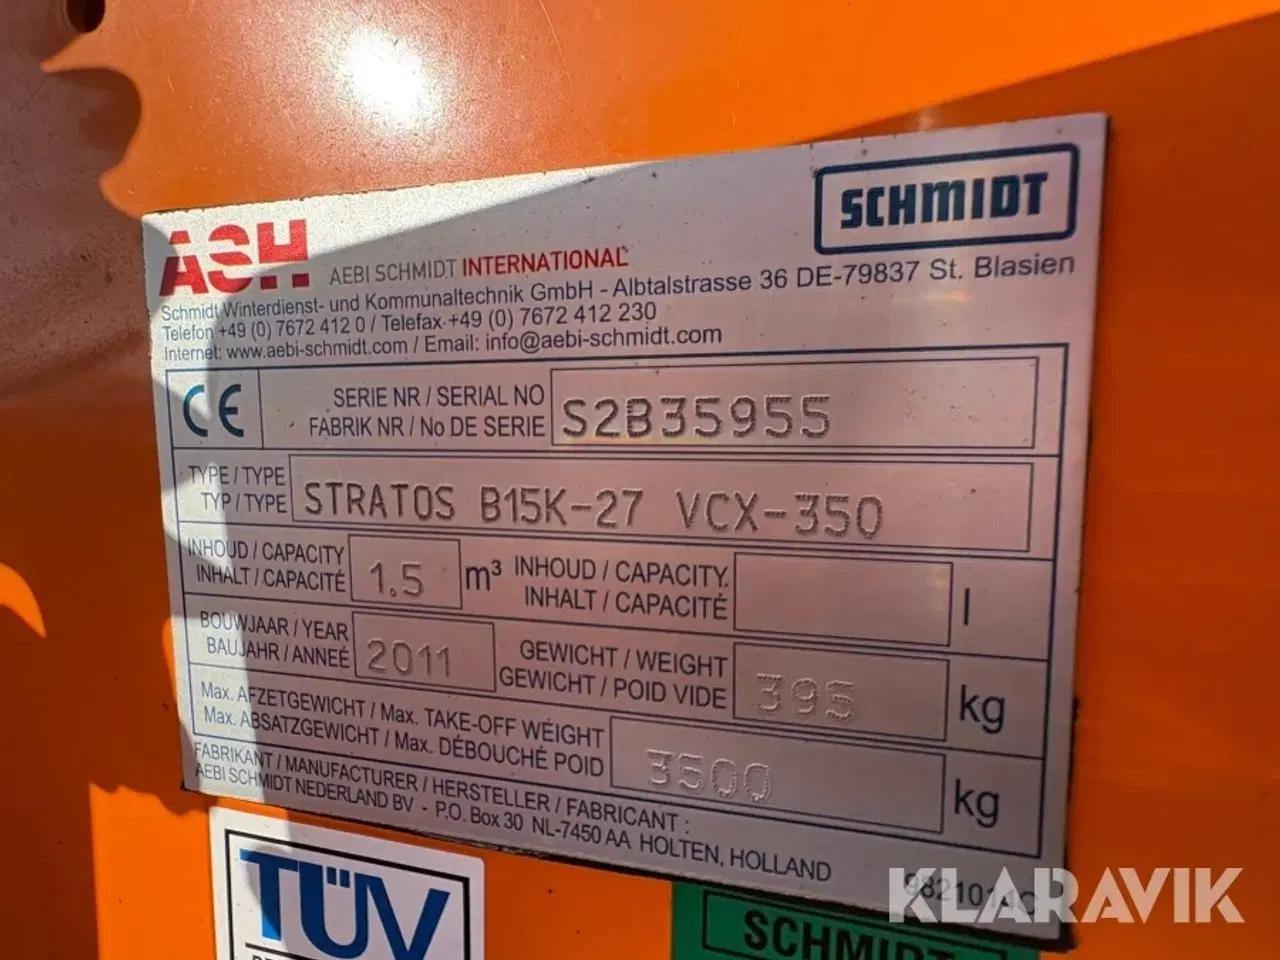 ASH
AEBI SCHMIDT INTERNATIONAL
SCHMIDT
Schmidt Winterdienst- und Kommunaltechnik GmbH - Albtalstrasse 36 DE-79837 St. Blasien
Telefon +49 (0) 7672 412 0 / Telefax +49 (0) 7672 412 230
Internet: www.aebi-schmidt.com / Email: info@aebi-schmidt.com
CE
SERIE NR / SERIAL NO
FABRIK NR / No DE SERIE
S2B35955
TYPE / TYPE
TYP / TYPE
STRATOS B15K-27 VCX-350
INHOUD / CAPACITY
INHALT / CAPACITÉ
1.5 m³
INHOUD / CAPACITY
INHALT / CAPACITÉ
l
BOUWJAAR / YEAR
BAUJAHR / ANNEÉ
2011
GEWICHT / WEIGHT
GEWICHT / POID VIDE
395 kg
Max. AFZETGEWICHT / Max. TAKE-OFF WEIGHT
Max. ABSATZGEWICHT / Max. DÉBOUCHÉ POID
3500 kg
FABRIKANT / MANUFACTURER / HERSTELLER / FABRICANT :
AEBI SCHMIDT NEDERLAND BV - P.O. Box 30 NL-7450 AA HOLTEN, HOLLAND
KLARAVIK
TÜV
SCHMIDT